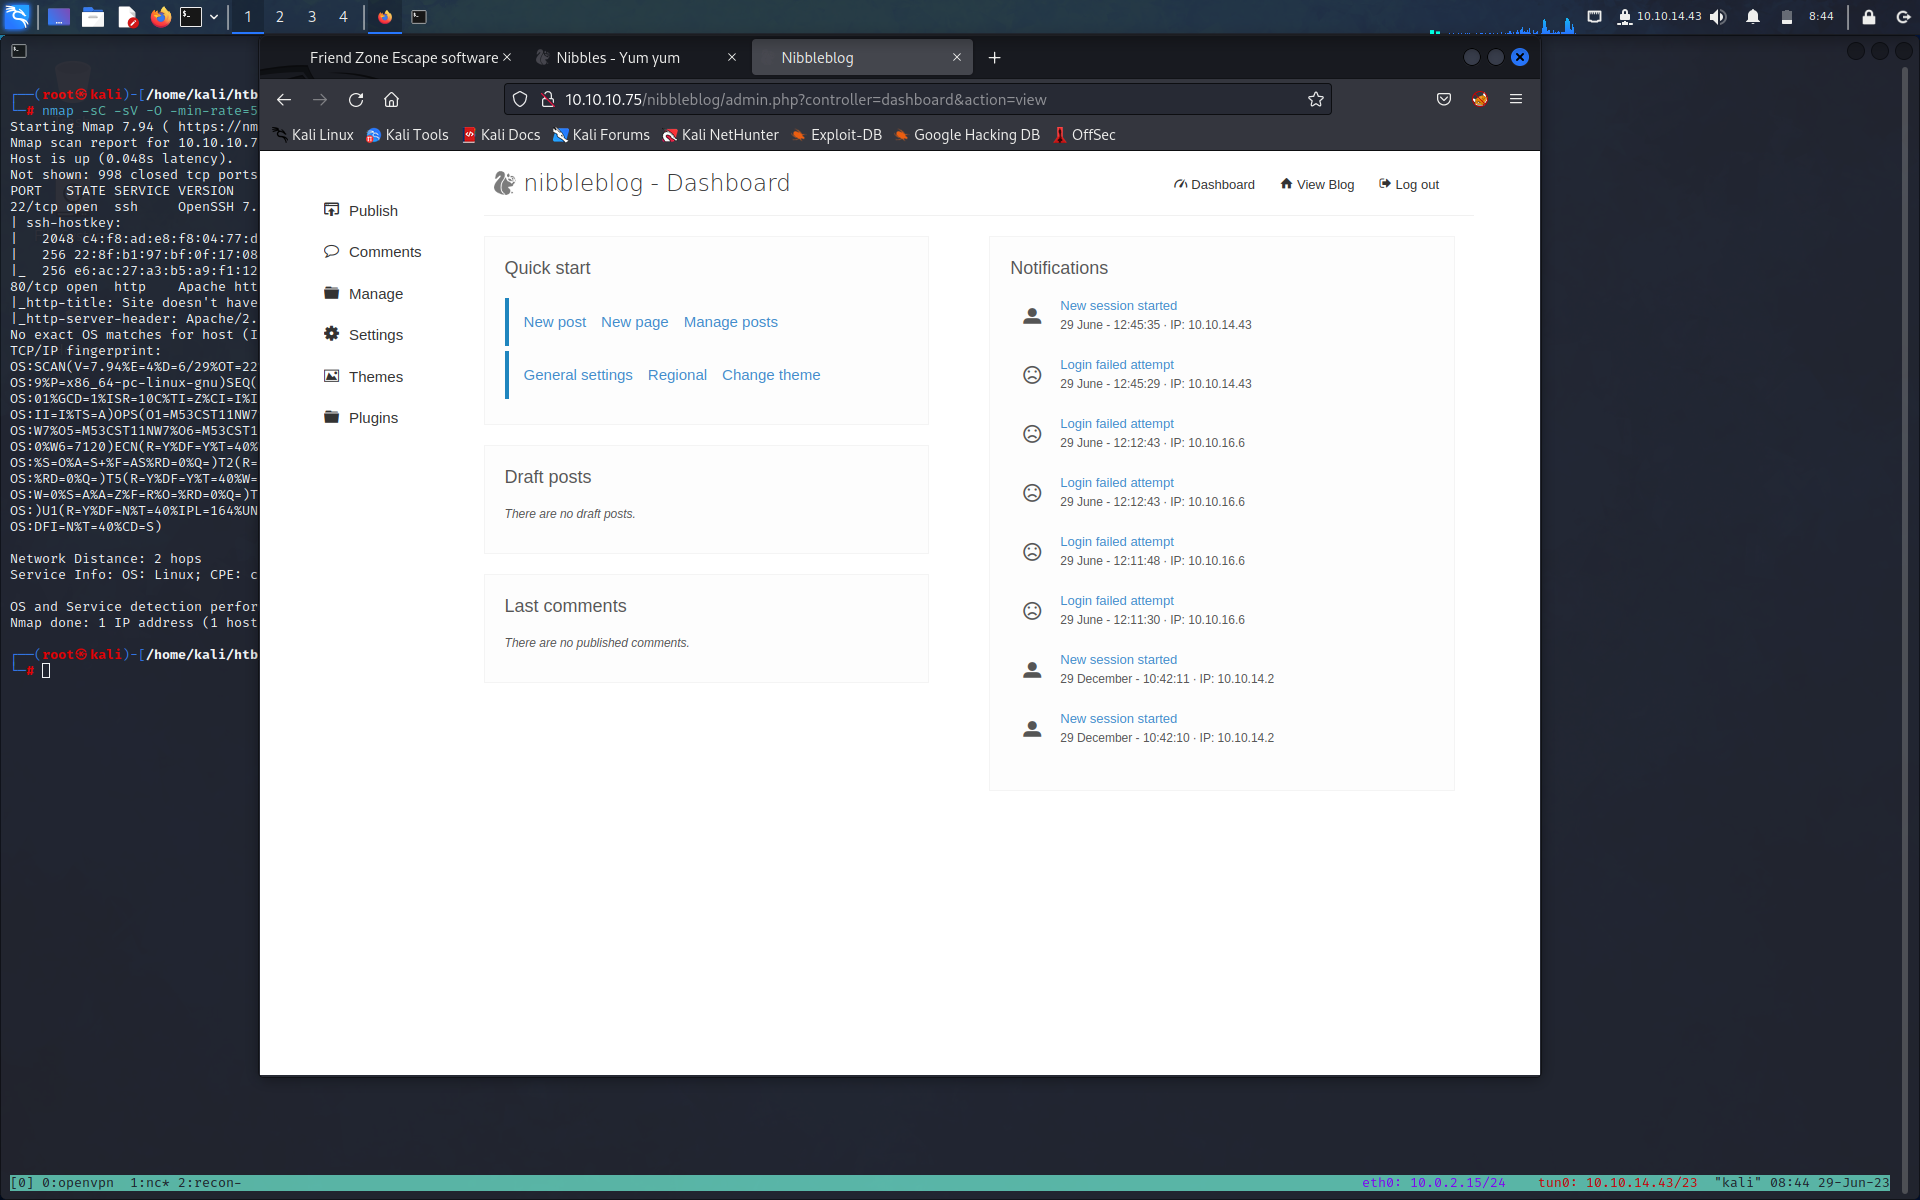 1 2 3 4
10.10.14.43
8:44
Friend Zone Escape software
Nibbles - Yum yum
Nibbleblog
10.10.10.75/nibbleblog/admin.php?controller=dashboard&action=view
Kali Linux Kali Tools Kali Docs Kali Forums Kali NetHunter Exploit-DB Google Hacking DB OffSec
┌──(root㉿kali)-[/home/kali/htb
└─# nmap -sC -sV -O -min-rate=5
Starting Nmap 7.94 ( https://nm
Nmap scan report for 10.10.10.7
Host is up (0.048s latency).
Not shown: 998 closed tcp ports
PORT   STATE SERVICE VERSION
22/tcp open  ssh     OpenSSH 7.
| ssh-hostkey:
|   2048 c4:f8:ad:e8:f8:04:77:d
|   256 22:8f:b1:97:bf:0f:17:08
|_  256 e6:ac:27:a3:b5:a9:f1:12
80/tcp open  http    Apache htt
|_http-title: Site doesn't have
|_http-server-header: Apache/2.
No exact OS matches for host (I
TCP/IP fingerprint:
OS:SCAN(V=7.94%E=4%D=6/29%OT=22
OS:9%P=x86_64-pc-linux-gnu)SEQ(
OS:01%GCD=1%ISR=10C%TI=Z%CI=I%I
OS:II=I%TS=A)OPS(O1=M53CST11NW7
OS:W7%O5=M53CST11NW7%O6=M53CST1
OS:0%W6=7120)ECN(R=Y%DF=Y%T=40%
OS:%S=O%A=S+%F=AS%RD=0%Q=)T2(R=
OS:%RD=0%Q=)T5(R=Y%DF=Y%T=40%W=
OS:W=0%S=A%A=Z%F=R%O=%RD=0%Q=)T
OS:)U1(R=Y%DF=N%T=40%IPL=164%UN
OS:DFI=N%T=40%CD=S)
Network Distance: 2 hops
Service Info: OS: Linux; CPE: c
OS and Service detection perfor
Nmap done: 1 IP address (1 host
┌──(root㉿kali)-[/home/kali/htb
└─#
nibbleblog - Dashboard
Dashboard View Blog Log out
Publish
Comments
Manage
Settings
Themes
Plugins
Quick start
New post New page Manage posts
General settings Regional Change theme
Draft posts
There are no draft posts.
Last comments
There are no published comments.
Notifications
New session started
29 June - 12:45:35 · IP: 10.10.14.43
Login failed attempt
29 June - 12:45:29 · IP: 10.10.14.43
Login failed attempt
29 June - 12:12:43 · IP: 10.10.16.6
Login failed attempt
29 June - 12:12:43 · IP: 10.10.16.6
Login failed attempt
29 June - 12:11:48 · IP: 10.10.16.6
Login failed attempt
29 June - 12:11:30 · IP: 10.10.16.6
New session started
29 December - 10:42:11 · IP: 10.10.14.2
New session started
29 December - 10:42:10 · IP: 10.10.14.2
[0] 0:openvpn  1:nc* 2:recon-
eth0: 10.0.2.15/24 tun0: 10.10.14.43/23 "kali" 08:44 29-Jun-23